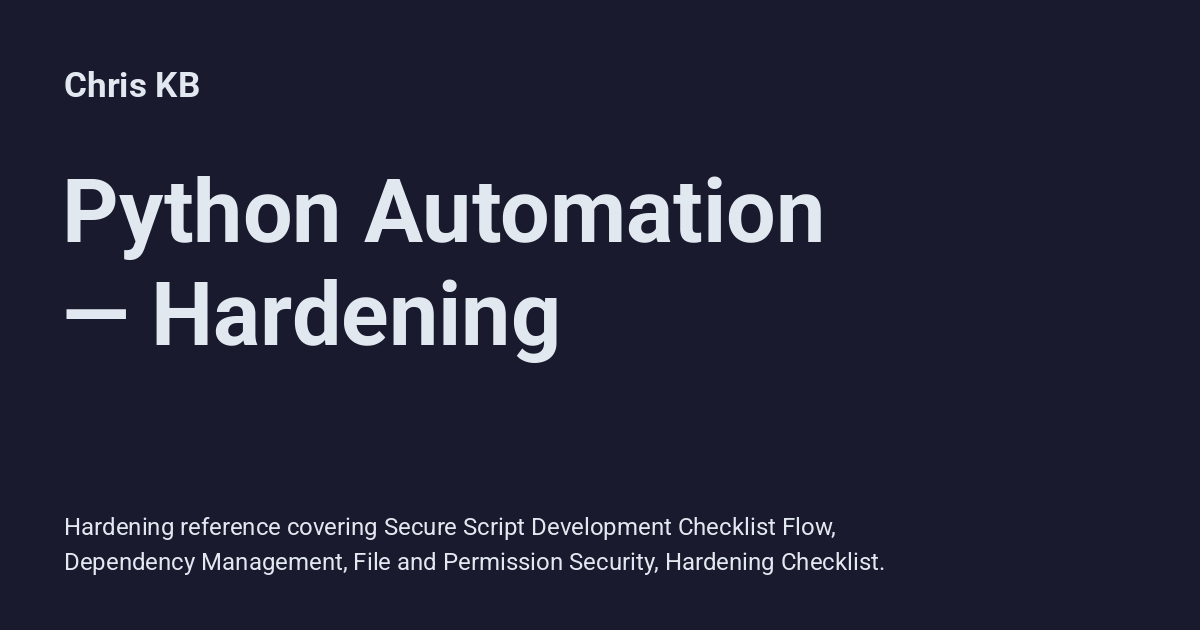 Chris KB
Python Automation
— Hardening
Hardening reference covering Secure Script Development Checklist Flow,
Dependency Management, File and Permission Security, Hardening Checklist.